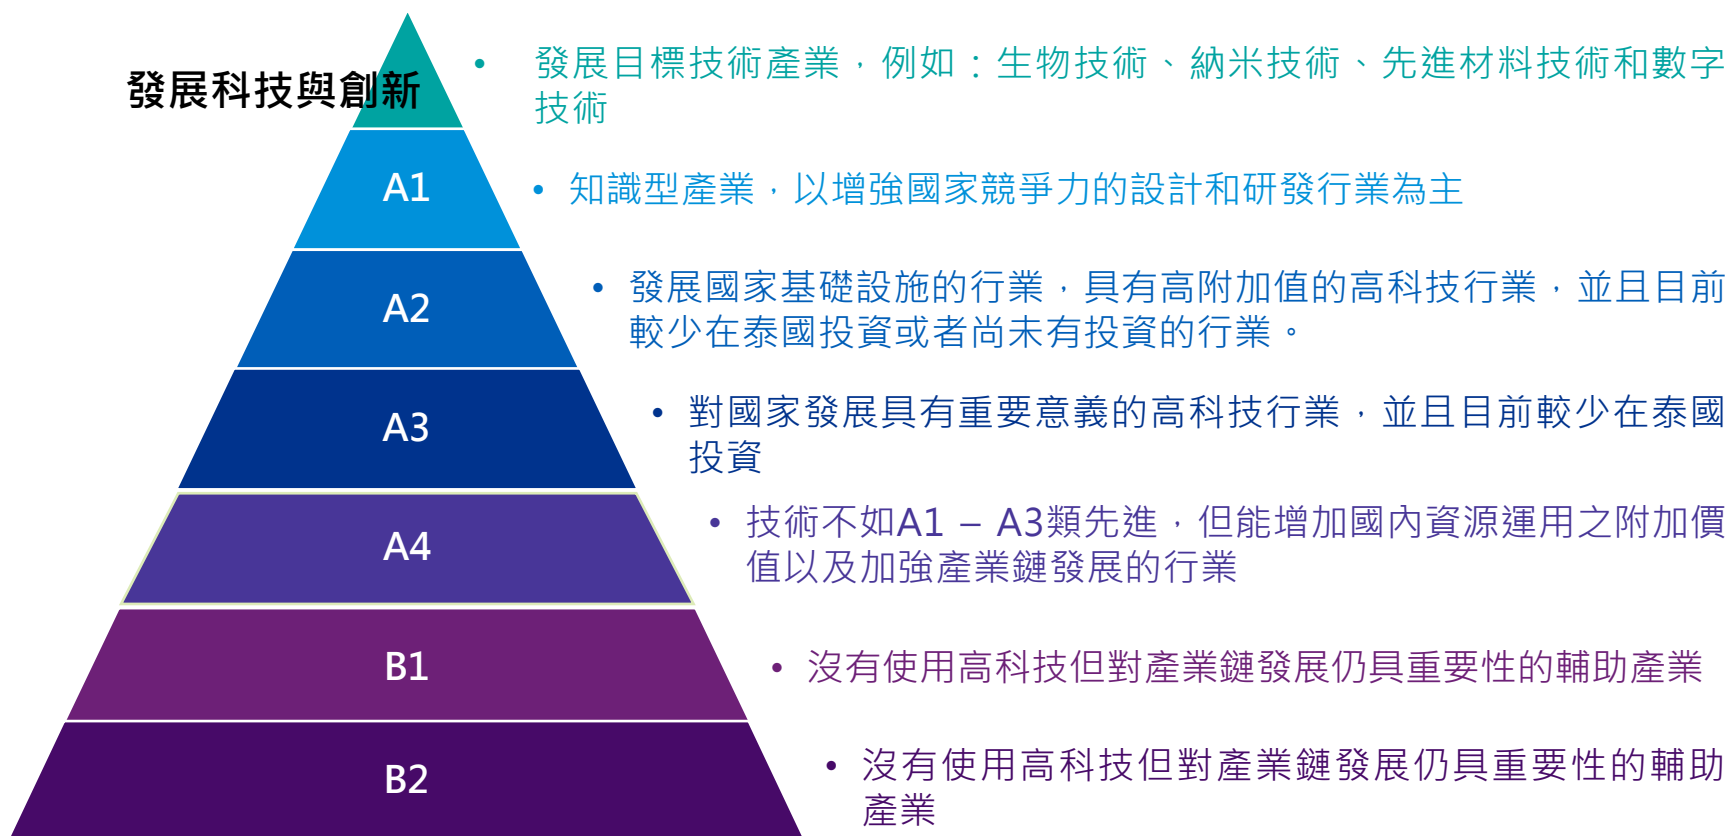 發展科技與創新
• 發展目標技術產業，例如：生物技術、納米技術、先進材料技術和數字
技術
A1
• 知識型產業，以增強國家競爭力的設計和研發行業為主
A2
• 發展國家基礎設施的行業，具有高附加值的高科技行業，並且目前
較少在泰國投資或者尚未有投資的行業。
A3
• 對國家發展具有重要意義的高科技行業，並且目前較少在泰國
投資
A4
• 技術不如A1 – A3類先進，但能增加國內資源運用之附加價
值以及加強產業鏈發展的行業
B1
• 沒有使用高科技但對產業鏈發展仍具重要性的輔助產業
B2
• 沒有使用高科技但對產業鏈發展仍具重要性的輔助
產業